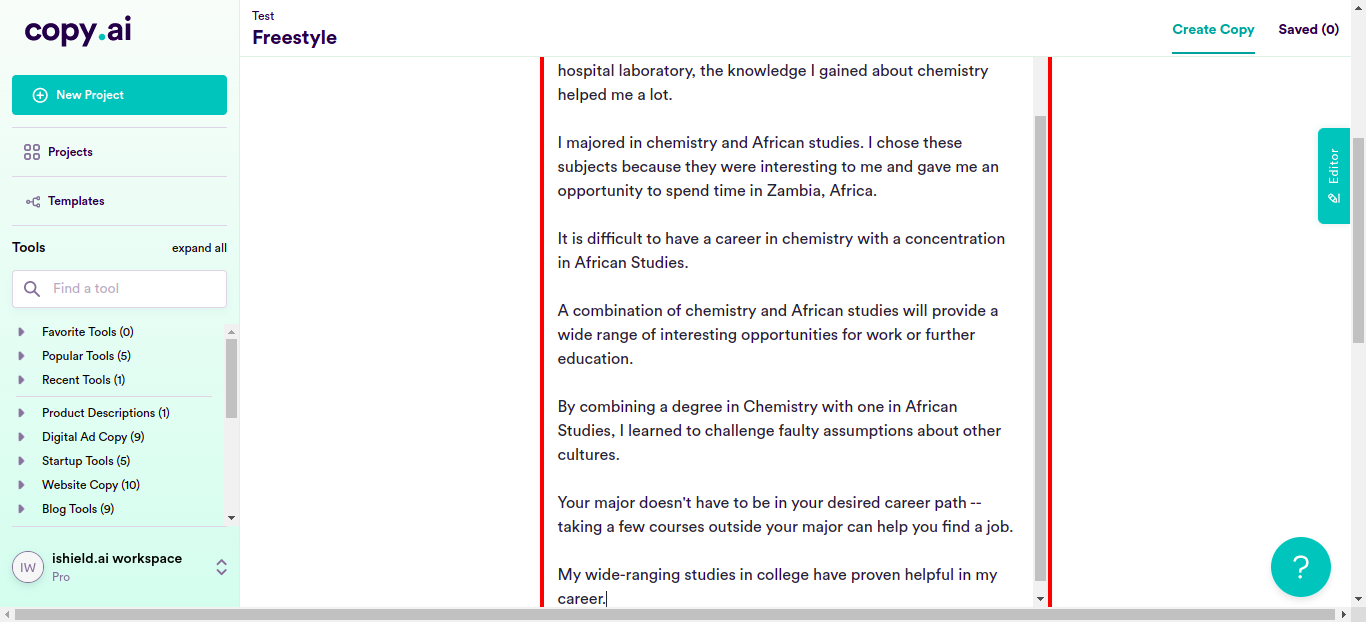 copy.ai
New Project
Projects
Templates
Tools
expand all
Find a tool
Favorite Tools (0)
Popular Tools (5)
Recent Tools (1)
Product Descriptions (1)
Digital Ad Copy (9)
Startup Tools (5)
Website Copy (10)
Blog Tools (9)
IW
ishield.ai workspace
Pro
Test
Freestyle
Create Copy
Saved (0)
hospital laboratory, the knowledge I gained about chemistry
helped me a lot.
I majored in chemistry and African studies. I chose these
subjects because they were interesting to me and gave me an
opportunity to spend time in Zambia, Africa.
It is difficult to have a career in chemistry with a concentration
in African Studies.
A combination of chemistry and African studies will provide a
wide range of interesting opportunities for work or further
education.
By combining a degree in Chemistry with one in African
Studies, I learned to challenge faulty assumptions about other
cultures.
Your major doesn't have to be in your desired career path --
taking a few courses outside your major can help you find a job.
My wide-ranging studies in college have proven helpful in my
career.
Editor
?